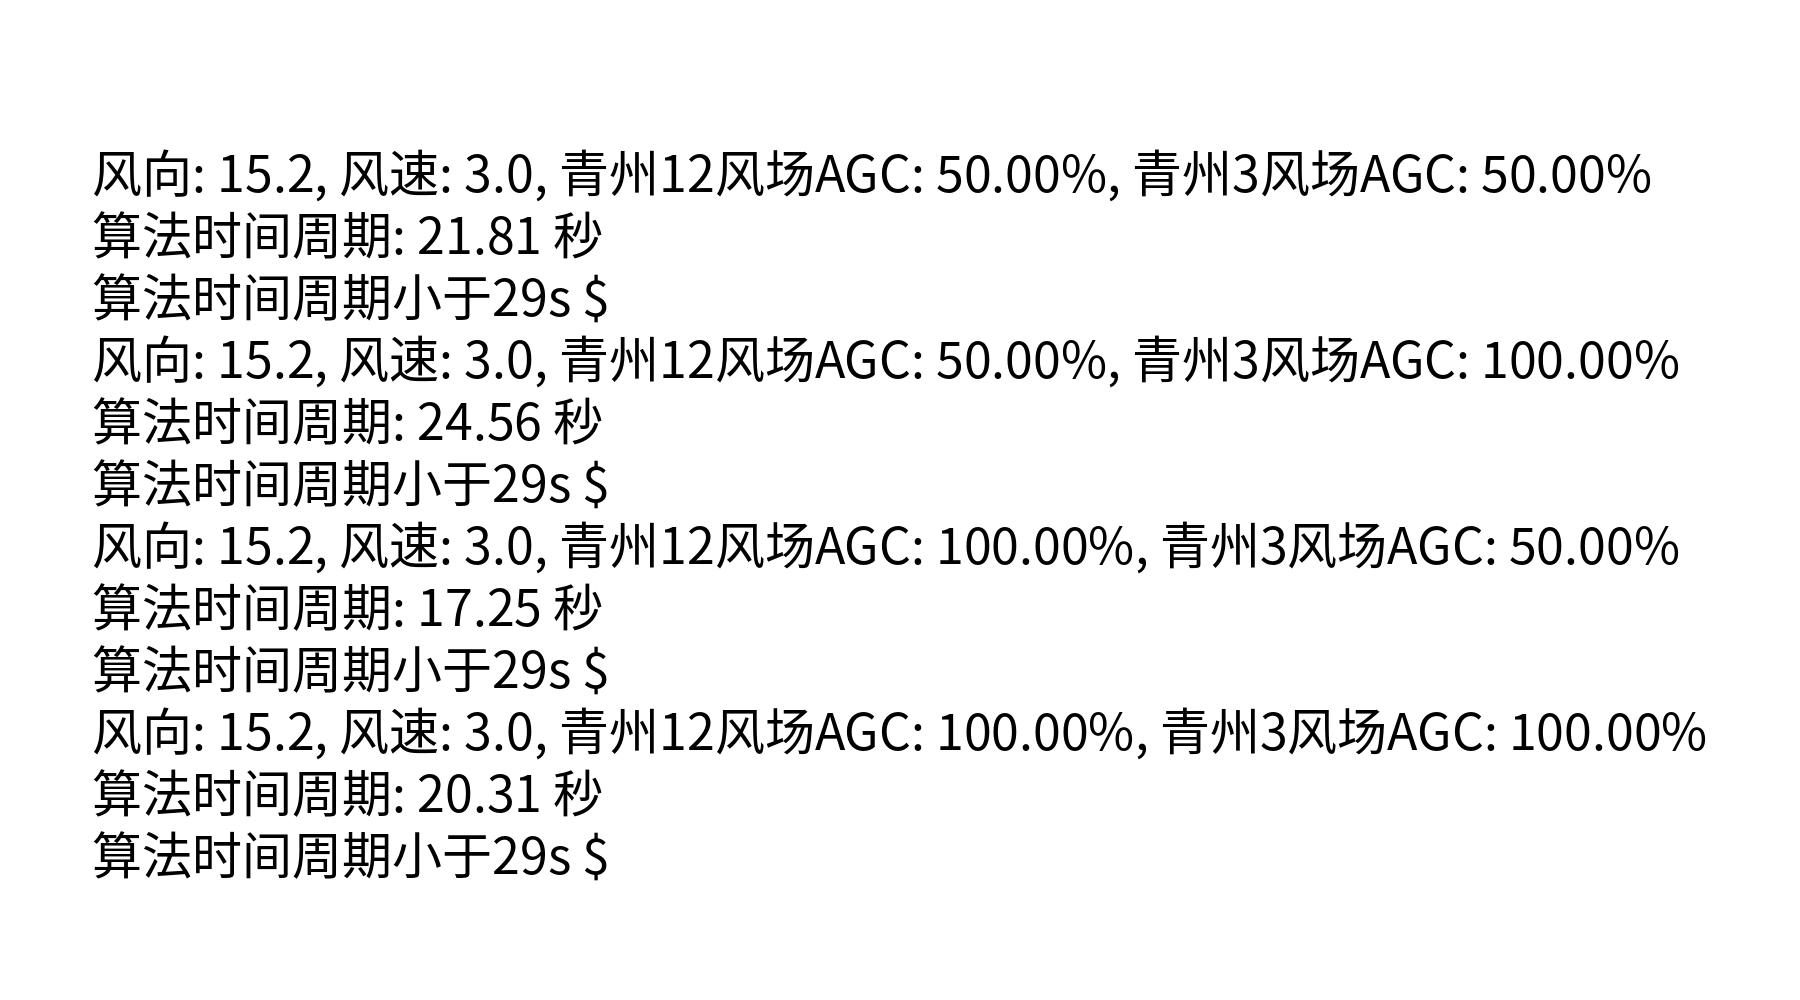 风向: 15.2, 风速: 3.0, 青州12风场AGC: 50.00%, 青州3风场AGC: 50.00%
算法时间周期: 21.81 秒
算法时间周期小于29s $
风向: 15.2, 风速: 3.0, 青州12风场AGC: 50.00%, 青州3风场AGC: 100.00%
算法时间周期: 24.56 秒
算法时间周期小于29s $
风向: 15.2, 风速: 3.0, 青州12风场AGC: 100.00%, 青州3风场AGC: 50.00%
算法时间周期: 17.25 秒
算法时间周期小于29s $
风向: 15.2, 风速: 3.0, 青州12风场AGC: 100.00%, 青州3风场AGC: 100.00%
算法时间周期: 20.31 秒
算法时间周期小于29s $